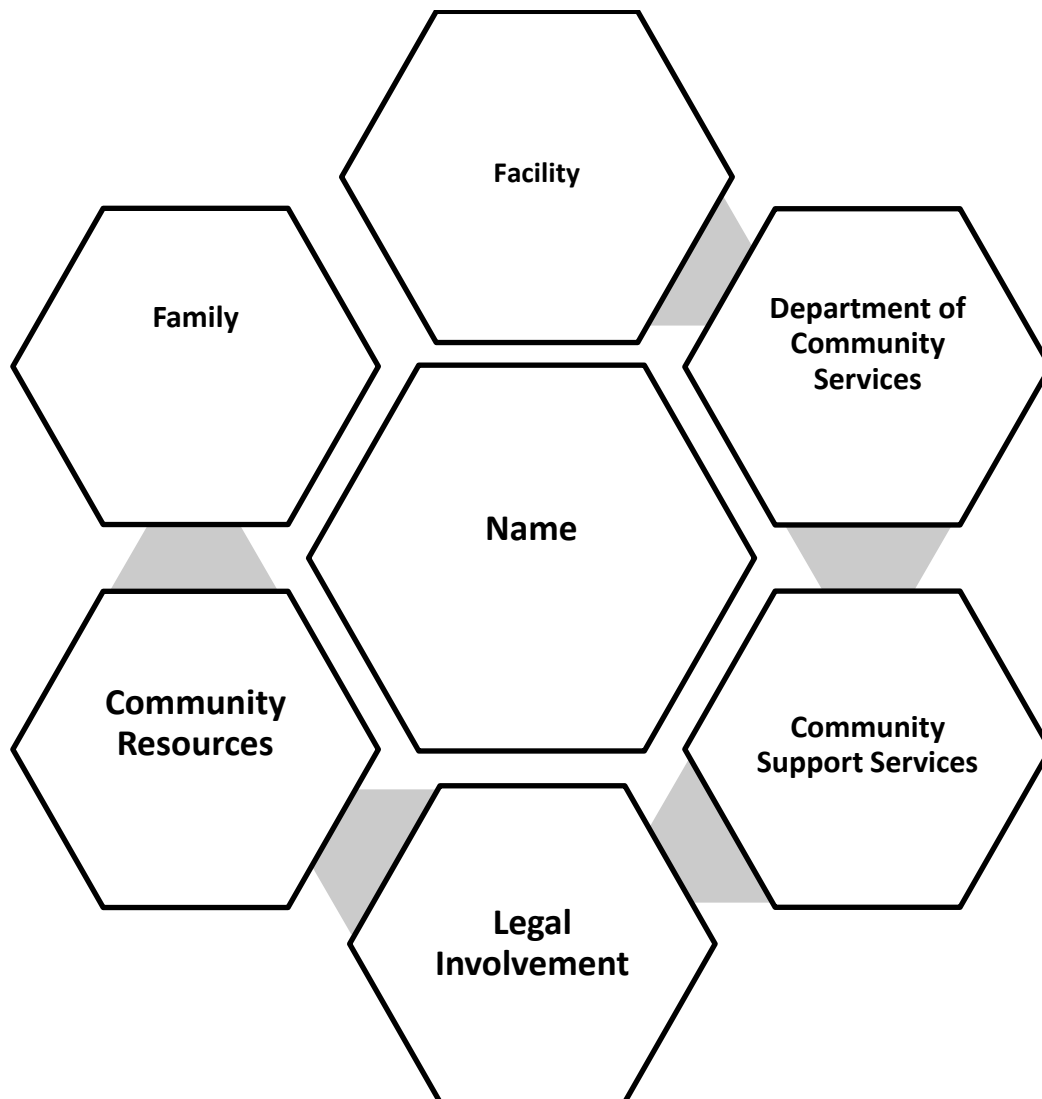 Facility
Family
Department of
Community
Services
Name
Community
Resources
Community
Support Services
Legal
Involvement